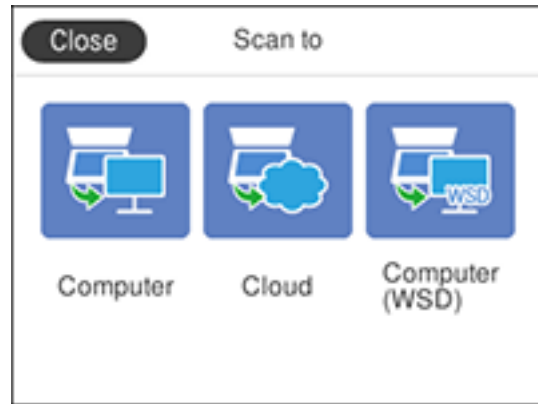 Close
Scan to
WSD
Computer
Cloud
Computer
(WSD)